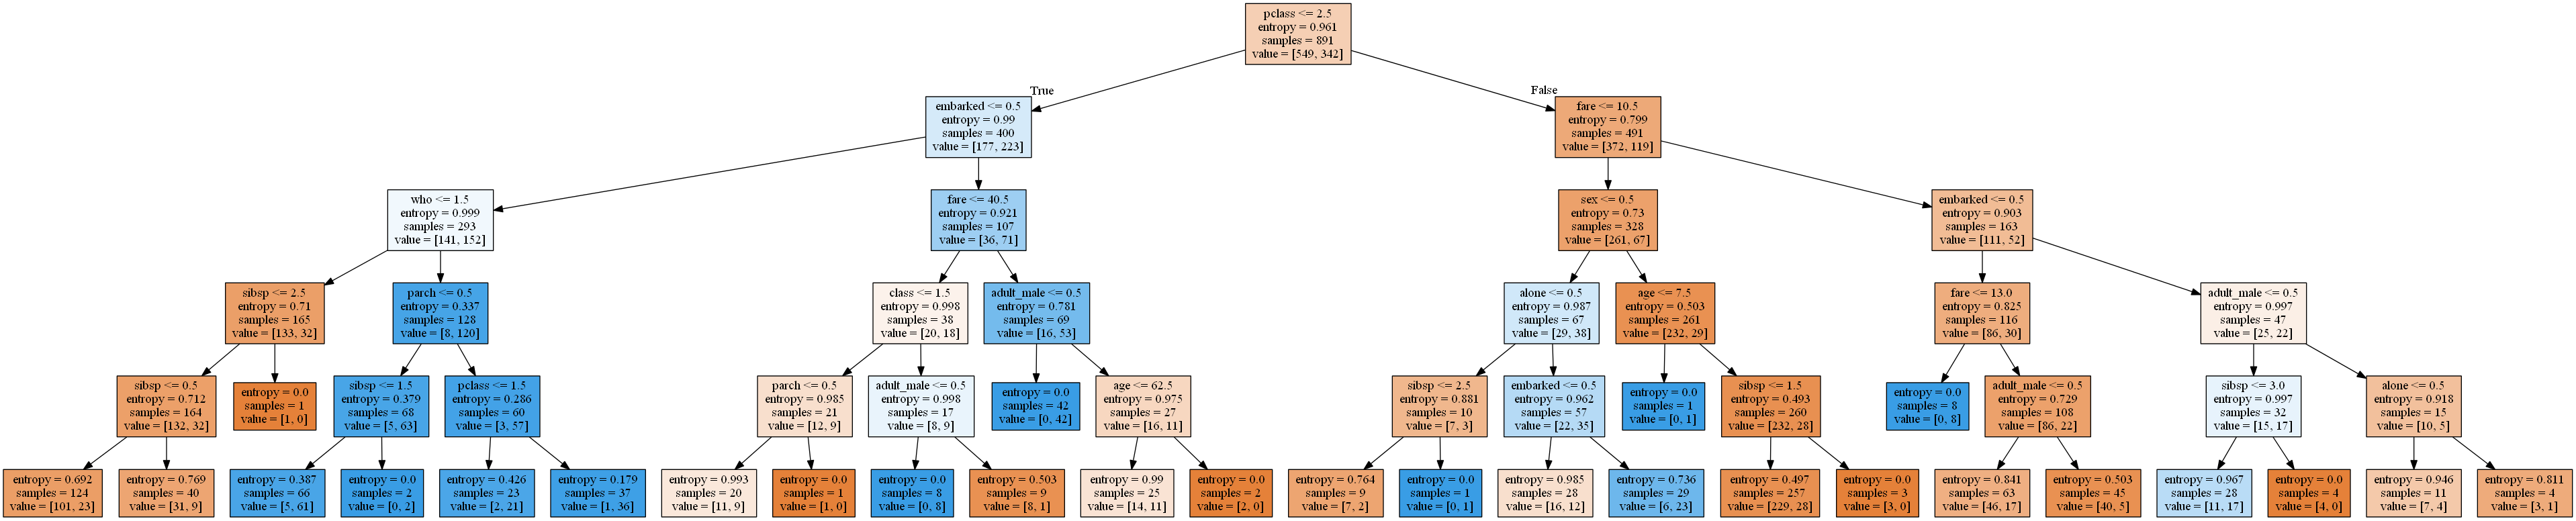 pclass <= 2.5
entropy = 0.961
samples = 891
value = [549, 342]
True
False
embarked <= 0.5
entropy = 0.99
samples = 400
value = [177, 223]
fare <= 10.5
entropy = 0.799
samples = 491
value = [372, 119]
who <= 1.5
entropy = 0.999
samples = 293
value = [141, 152]
fare <= 40.5
entropy = 0.921
samples = 107
value = [36, 71]
sex <= 0.5
entropy = 0.73
samples = 328
value = [261, 67]
embarked <= 0.5
entropy = 0.903
samples = 163
value = [111, 52]
sibsp <= 2.5
entropy = 0.71
samples = 165
value = [133, 32]
parch <= 0.5
entropy = 0.337
samples = 128
value = [8, 120]
class <= 1.5
entropy = 0.998
samples = 38
value = [20, 18]
adult_male <= 0.5
entropy = 0.781
samples = 69
value = [16, 53]
alone <= 0.5
entropy = 0.987
samples = 67
value = [29, 38]
age <= 7.5
entropy = 0.503
samples = 261
value = [232, 29]
fare <= 13.0
entropy = 0.825
samples = 116
value = [86, 30]
adult_male <= 0.5
entropy = 0.997
samples = 47
value = [25, 22]
sibsp <= 0.5
entropy = 0.712
samples = 164
value = [132, 32]
entropy = 0.0
samples = 1
value = [1, 0]
sibsp <= 1.5
entropy = 0.379
samples = 68
value = [5, 63]
pclass <= 1.5
entropy = 0.286
samples = 60
value = [3, 57]
parch <= 0.5
entropy = 0.985
samples = 21
value = [12, 9]
adult_male <= 0.5
entropy = 0.998
samples = 17
value = [8, 9]
entropy = 0.0
samples = 42
value = [0, 42]
age <= 62.5
entropy = 0.975
samples = 27
value = [16, 11]
sibsp <= 2.5
entropy = 0.881
samples = 10
value = [7, 3]
embarked <= 0.5
entropy = 0.962
samples = 57
value = [22, 35]
entropy = 0.0
samples = 1
value = [0, 1]
sibsp <= 1.5
entropy = 0.493
samples = 260
value = [232, 28]
entropy = 0.0
samples = 8
value = [0, 8]
adult_male <= 0.5
entropy = 0.729
samples = 108
value = [86, 22]
sibsp <= 3.0
entropy = 0.997
samples = 32
value = [15, 17]
alone <= 0.5
entropy = 0.918
samples = 15
value = [10, 5]
entropy = 0.692
samples = 124
value = [101, 23]
entropy = 0.769
samples = 40
value = [31, 9]
entropy = 0.387
samples = 66
value = [5, 61]
entropy = 0.0
samples = 2
value = [0, 2]
entropy = 0.426
samples = 23
value = [2, 21]
entropy = 0.179
samples = 37
value = [1, 36]
entropy = 0.993
samples = 20
value = [11, 9]
entropy = 0.0
samples = 1
value = [1, 0]
entropy = 0.0
samples = 8
value = [0, 8]
entropy = 0.503
samples = 9
value = [8, 1]
entropy = 0.99
samples = 25
value = [14, 11]
entropy = 0.0
samples = 2
value = [2, 0]
entropy = 0.764
samples = 9
value = [7, 2]
entropy = 0.0
samples = 1
value = [0, 1]
entropy = 0.985
samples = 28
value = [16, 12]
entropy = 0.736
samples = 29
value = [6, 23]
entropy = 0.497
samples = 257
value = [229, 28]
entropy = 0.0
samples = 3
value = [3, 0]
entropy = 0.841
samples = 63
value = [46, 17]
entropy = 0.503
samples = 45
value = [40, 5]
entropy = 0.967
samples = 28
value = [11, 17]
entropy = 0.0
samples = 4
value = [4, 0]
entropy = 0.946
samples = 11
value = [7, 4]
entropy = 0.811
samples = 4
value = [3, 1]